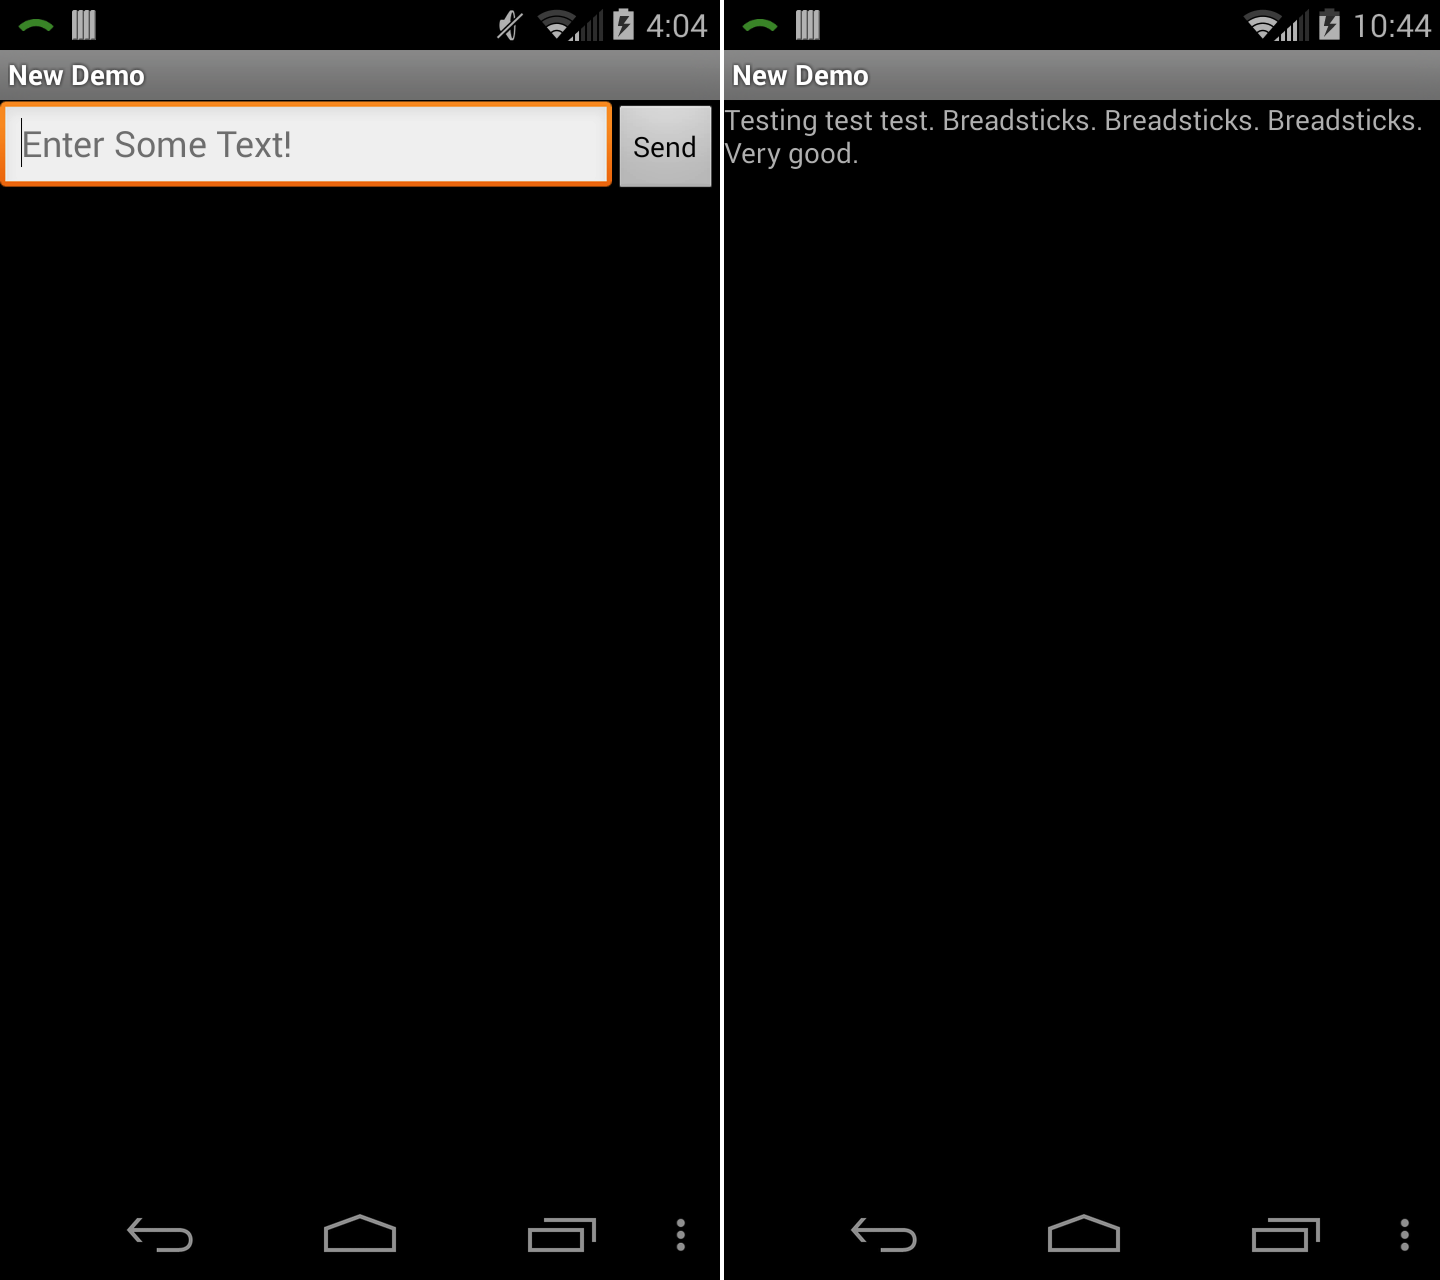 4:04
New Demo
Enter Some Text!
Send
10:44
New Demo
Testing test test. Breadsticks. Breadsticks. Breadsticks.
Very good.